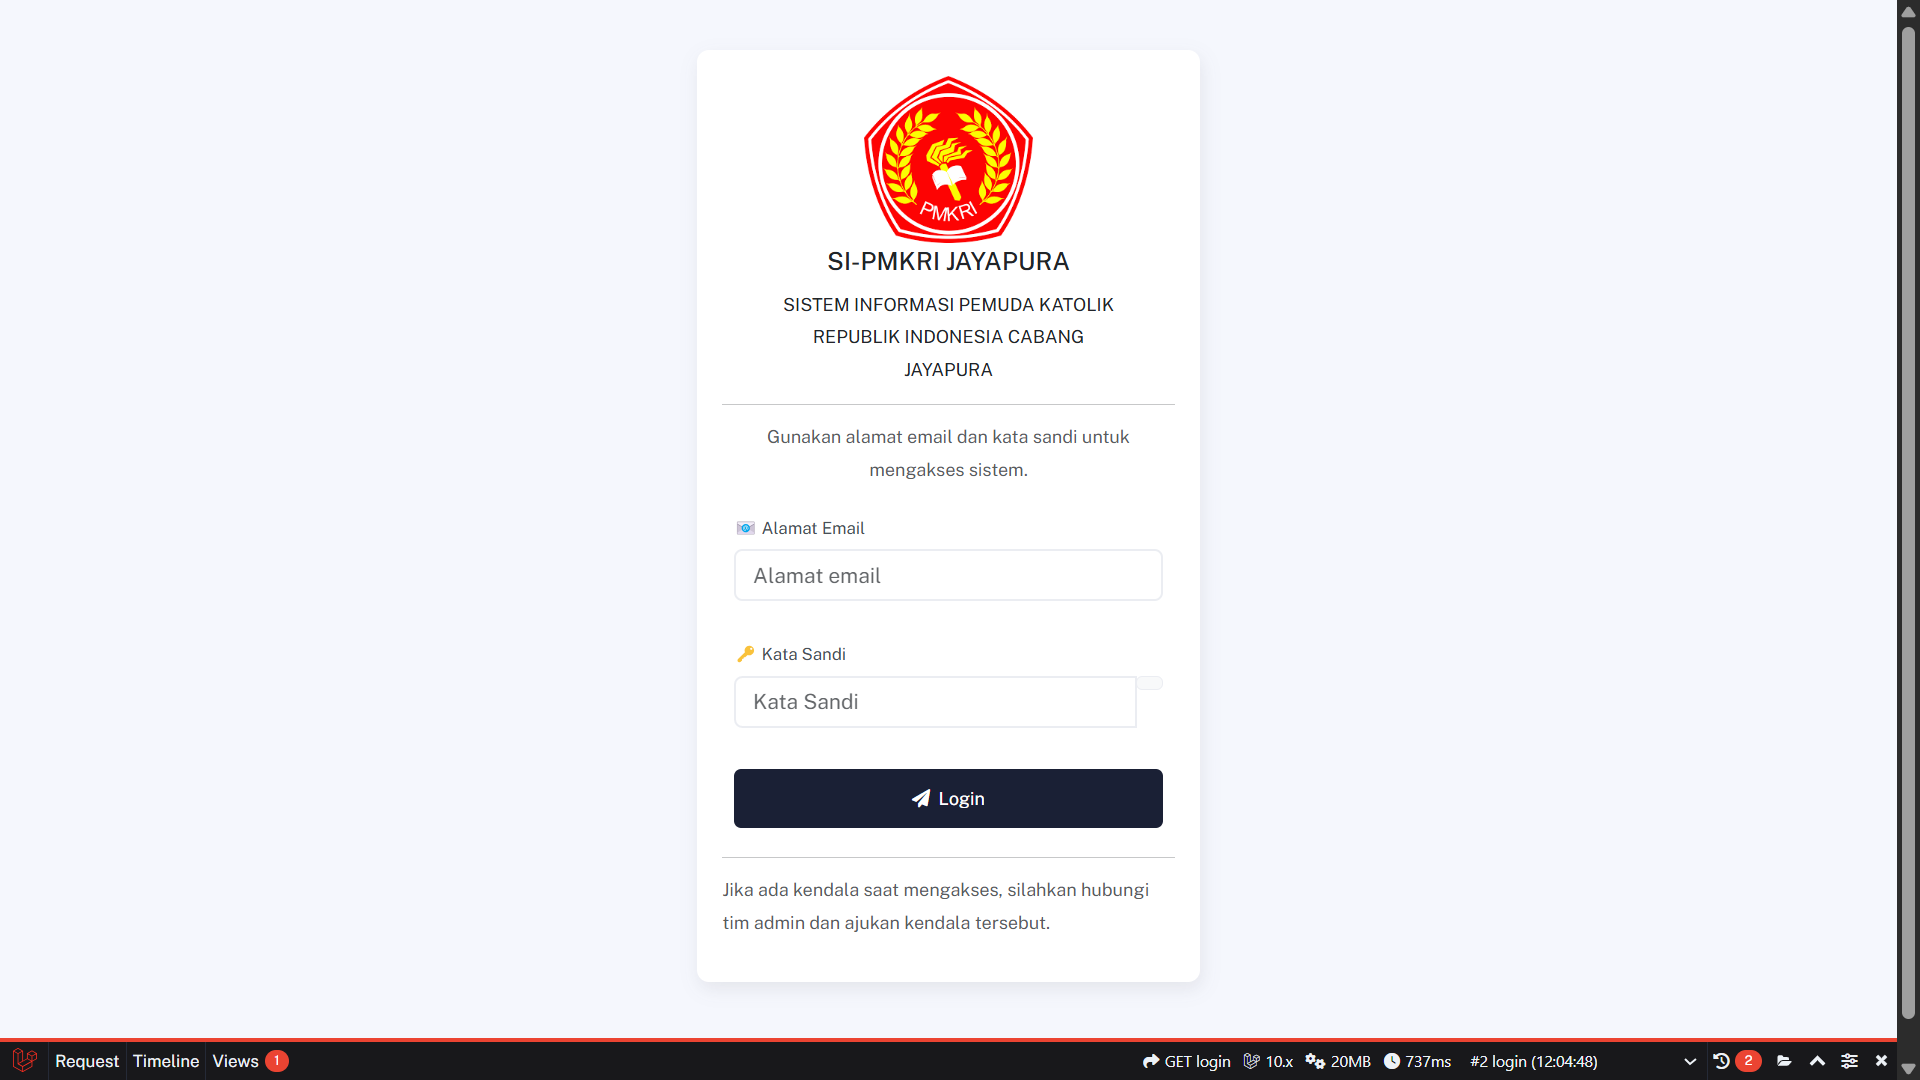 PMKRI
SI-PMKRI JAYAPURA
SISTEM INFORMASI PEMUDA KATOLIK
REPUBLIK INDONESIA CABANG
JAYAPURA
Gunakan alamat email dan kata sandi untuk
mengakses sistem.
Alamat Email
Alamat email
Kata Sandi
Kata Sandi
Login
Jika ada kendala saat mengakses, silahkan hubungi
tim admin dan ajukan kendala tersebut.
Request Timeline Views 1 GET login 10.x 20MB 737ms #2 login (12:04:48) 2